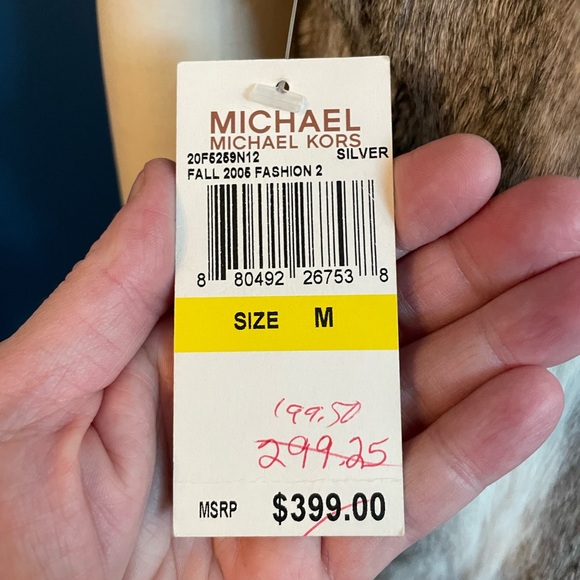 MICHAEL
MICHAEL KORS
20F5259N12 SILVER
FALL 2005 FASHION 2
8 80492 26753 8
SIZE M
199.50
299.25
MSRP $399.00